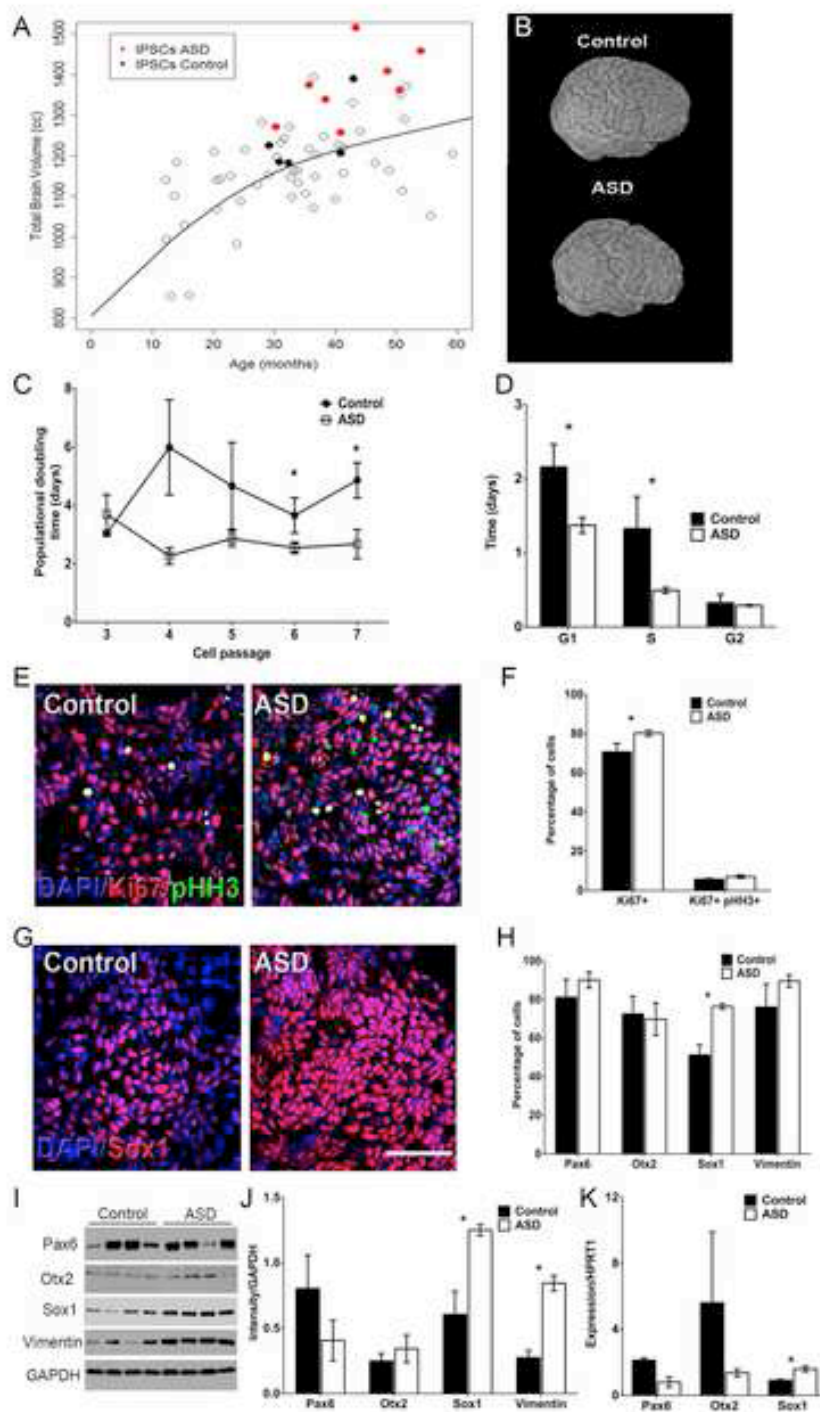 A
iPSCs ASD
iPSCs Control
Total Brain Volume (cc)
1500
1400
1300
1200
1100
1000
900
800
0 10 20 30 40 50 60
Age (months)
B
Control
ASD
C
Populational doubling
time (days)
8
6
4
2
0
Control
ASD
* *
3 4 5 6 7
Cell passage
D
Time (days)
3
2
1
0
* *
Control
ASD
G1 S G2
E
Control ASD
DAPI/Ki67/pHH3
F
Percentage of cells
100
80
60
40
20
0
*
Control
ASD
Ki67+ Ki67+ pHH3+
G
Control ASD
DAPI/Sox1
H
Percentage of cells
100
80
60
40
20
0
*
Control
ASD
Pax6 Otx2 Sox1 Vimentin
I
Control ASD
Pax6
Otx2
Sox1
Vimentin
GAPDH
J
Intensity/GAPDH
1.5
1.0
0.5
0.0
* *
Control
ASD
Pax6 Otx2 Sox1 Vimentin
K
Expression/HPRT1
12
8
4
0
*
Control
ASD
Pax6 Otx2 Sox1